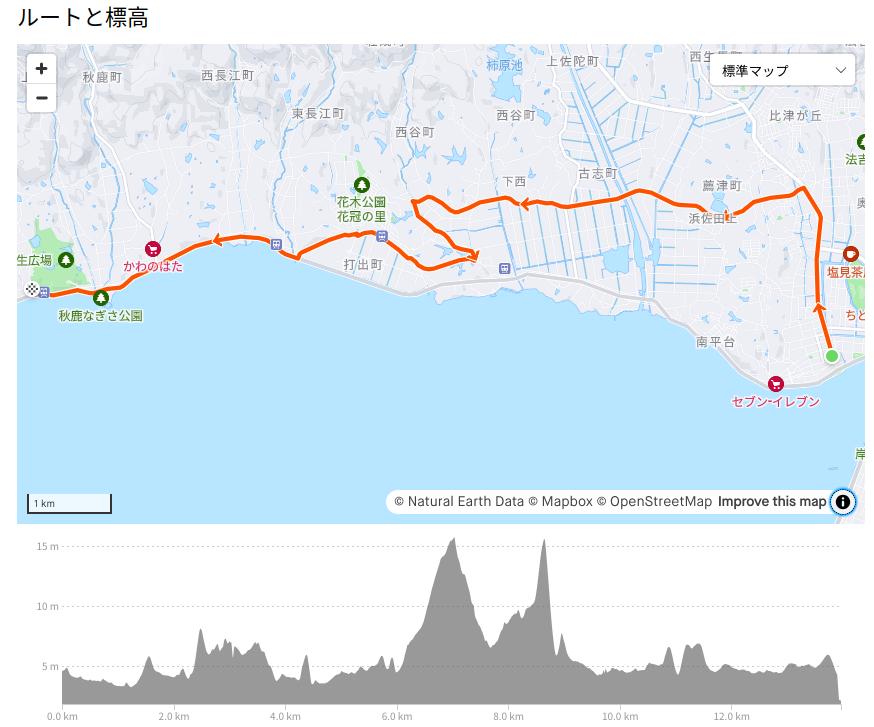 ルートと標高
+
−
標準マップ
秋鹿町
西長江町
東長江町
西谷町
柿原池
上佐陀町
西谷町
比津が丘
古志町
下西
薦津町
浜佐田町
花木公園
花冠の里
打出町
かわのはた
生広場
秋鹿なぎさ公園
法吉
塩見茶
ちと
南平台
セブン-イレブン
岸
1 km
© Natural Earth Data © Mapbox © OpenStreetMap Improve this map
15 m
10 m
5 m
0.0 km 2.0 km 4.0 km 6.0 km 8.0 km 10.0 km 12.0 km